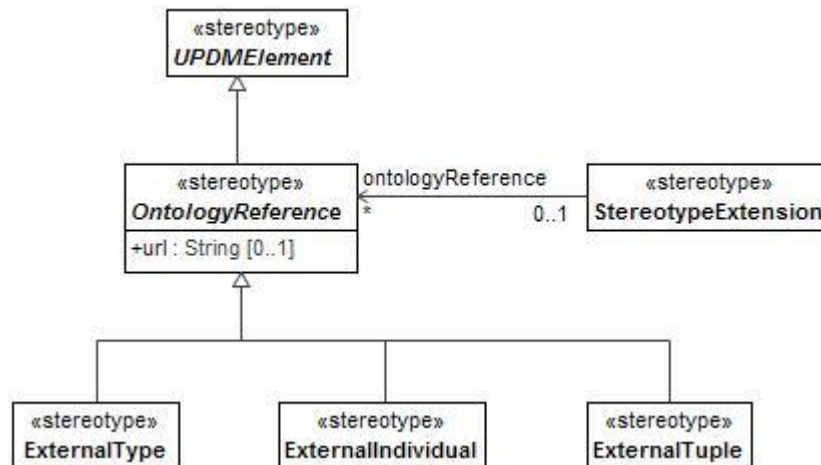 «stereotype»
UPDMElement
«stereotype»
OntologyReference
+url : String [0..1]
ontologyReference
*
0..1
«stereotype»
StereotypeExtension
«stereotype»
ExternalType
«stereotype»
ExternalIndividual
«stereotype»
ExternalTuple